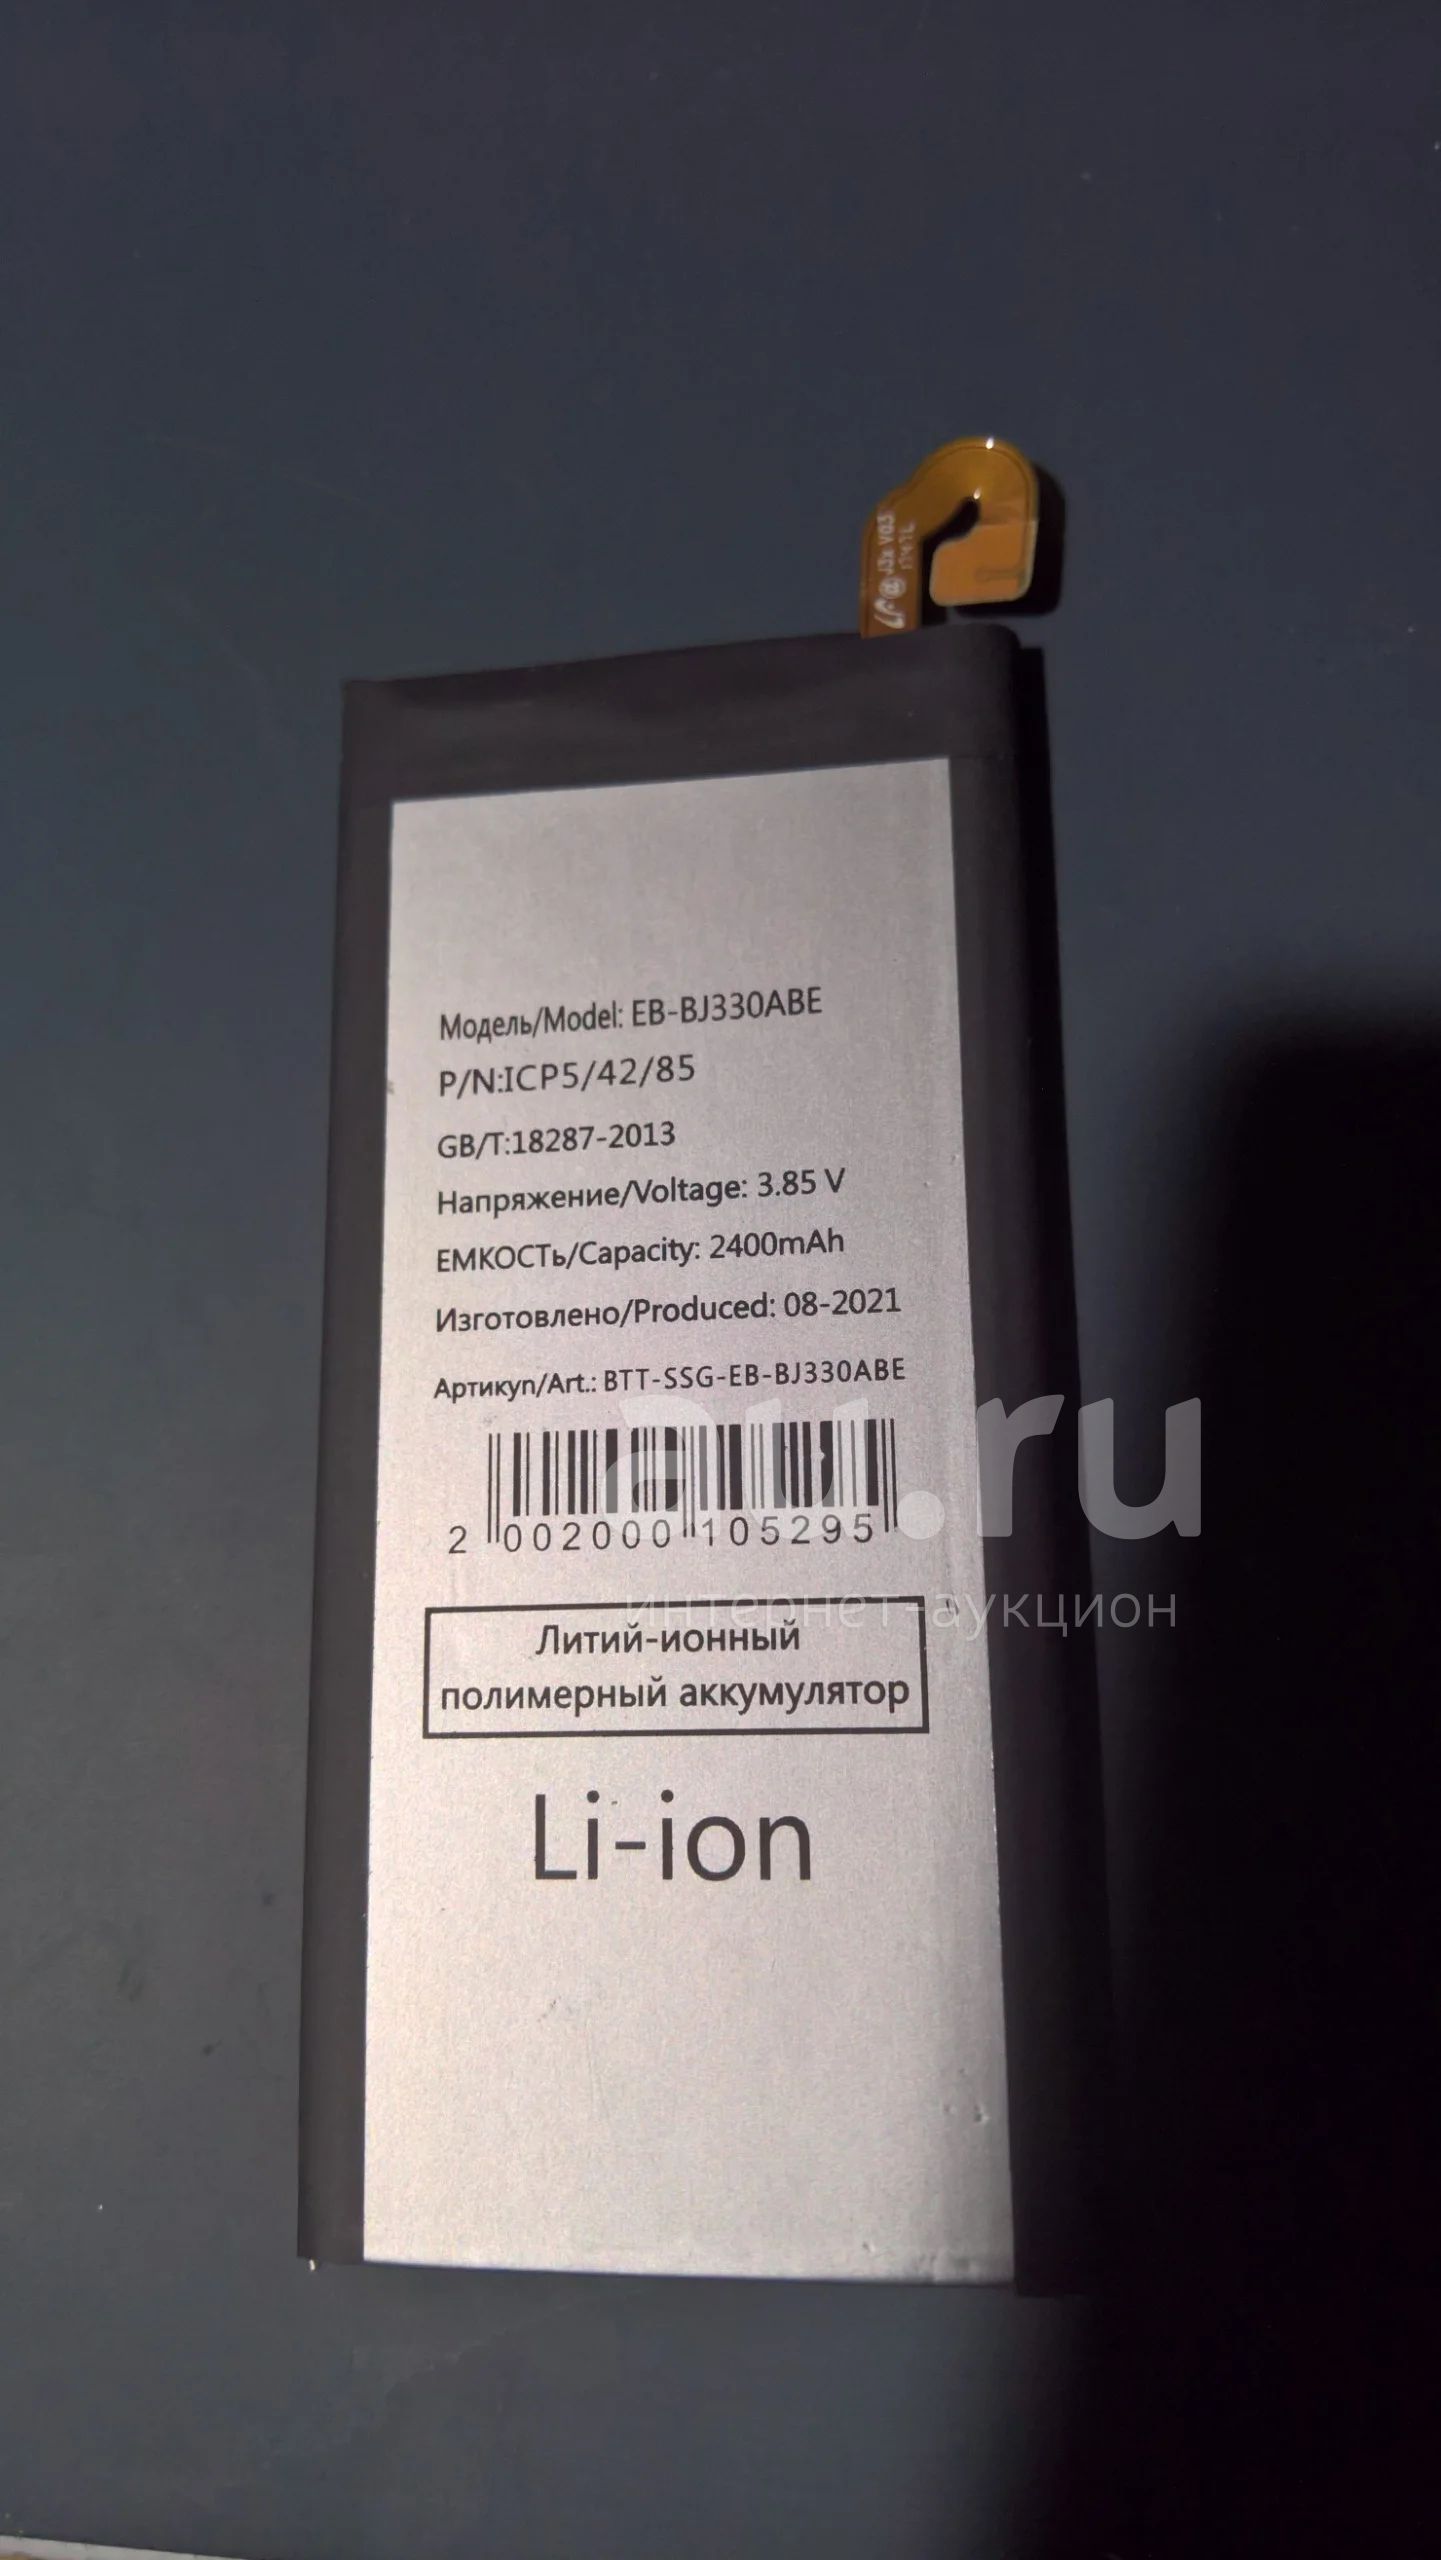 J3x V03
Модель/Model: EB-BJ330ABE
P/N:ICP5/42/85
GB/T:18287-2013
Напряжение/Voltage: 3.85 V
ЕМКОСТЬ/Capacity: 2400mAh
Изготовлено/Produced: 08-2021
Артикул/Art.: BTT-SSG-EB-BJ330ABE
2 002000 105295
au.ru
интернет-аукцион
Литий-ионный
полимерный аккумулятор
Li-ion